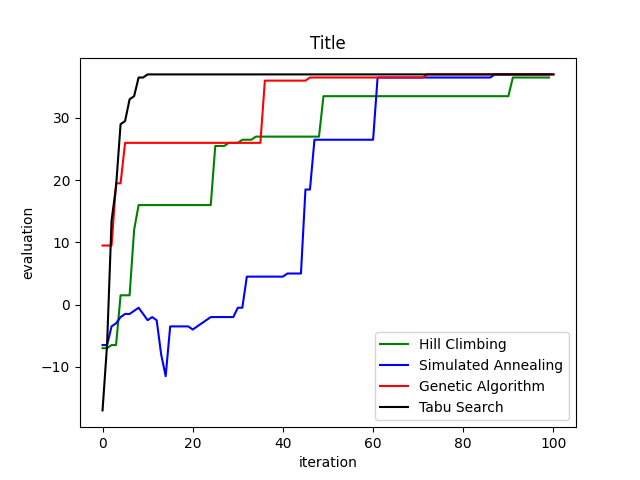 Title
evaluation
30
20
10
0
−10
0 20 40 60 80 100
iteration
Hill Climbing
Simulated Annealing
Genetic Algorithm
Tabu Search